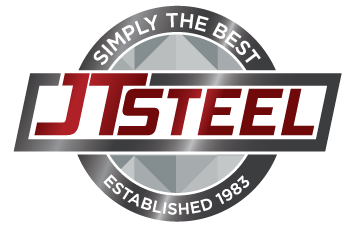 SIMPLY THE BEST
JTSTEEL
ESTABLISHED 1983